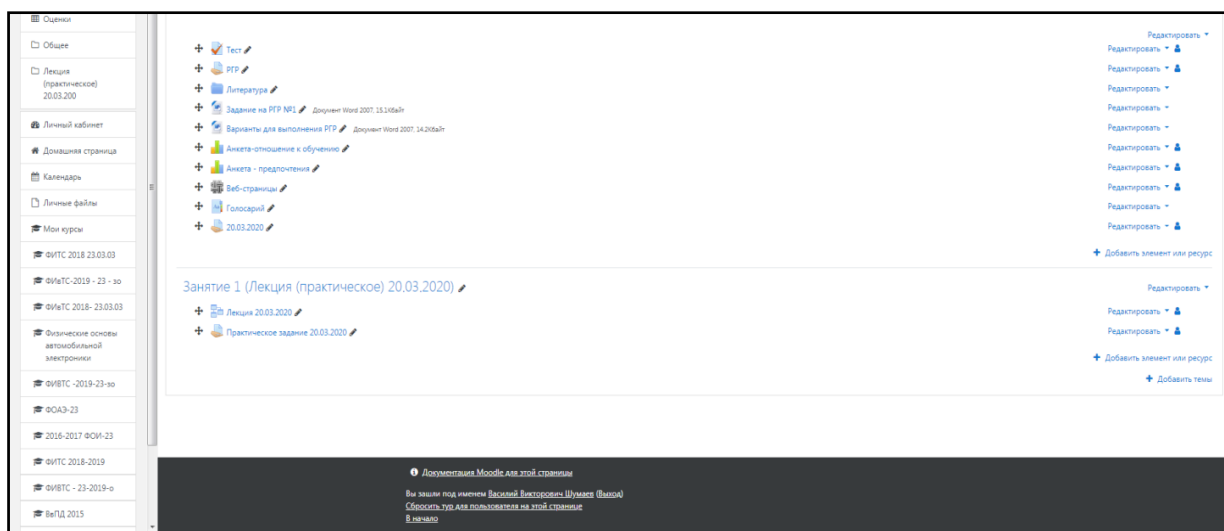 Оценки
Общее
Лекция
(практическое)
20.03.200
Личный кабинет
Домашняя страница
Календарь
Личные файлы
Мои курсы
ФИТС 2018 23.03.03
ФИвТС-2019 - 23 - зо
ФИвТС 2018- 23.03.03
Физические основы
автомобильной
электроники
ФИВТС -2019-23-зо
ФОАЭ-23
2016-2017 ФОИ-23
ФИТС 2018-2019
ФИВТС - 23-2019-о
ВвПД 2015
Редактировать
Тест Редактировать
РГР Редактировать
Литература Редактировать
Задание на РГР №1 Документ Word 2007, 15.1Кбайт Редактировать
Варианты для выполнения РГР Документ Word 2007, 14.2Кбайт Редактировать
Анкета-отношение к обучению Редактировать
Анкета - предпочтения Редактировать
Веб-страницы Редактировать
Голосарий Редактировать
20.03.2020 Редактировать
Добавить элемент или ресурс
Занятие 1 (Лекция (практическое) 20,03,2020) Редактировать
Лекция 20.03.2020 Редактировать
Практическое задание 20.03.2020 Редактировать
Добавить элемент или ресурс
Добавить темы
Документация Moodle для этой страницы
Вы зашли под именем Василий Викторович Шумаев (Выход)
Сбросить тур для пользователя на этой странице
В начало